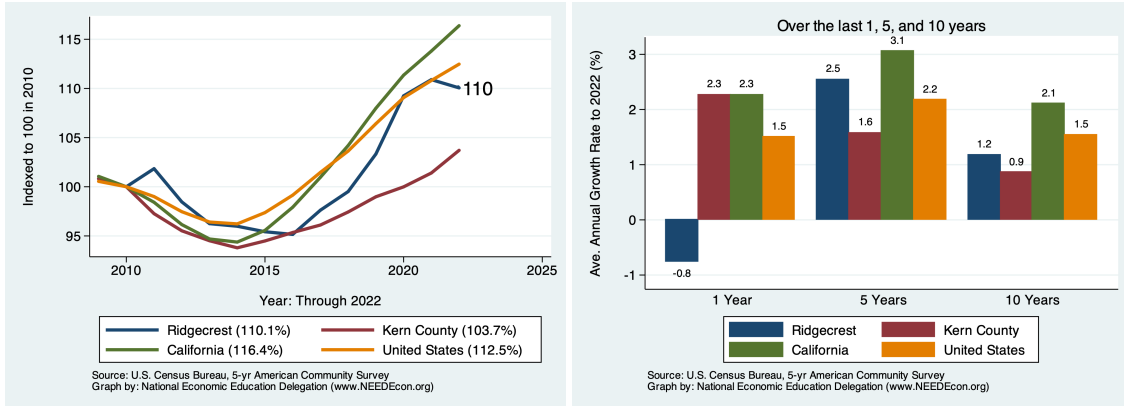 Indexed to 100 in 2010
115
110
105
100
95
110
2010 2015 2020 2025
Year: Through 2022
Ridgecrest (110.1%) Kern County (103.7%)
California (116.4%) United States (112.5%)
Source: U.S. Census Bureau, 5-yr American Community Survey
Graph by: National Economic Education Delegation (www.NEEDEcon.org)
Over the last 1, 5, and 10 years
Ave. Annual Growth Rate to 2022 (%)
3
2
1
0
-1
-0.8 2.3 2.3 1.5
2.5 1.6 3.1 2.2
1.2 0.9 2.1 1.5
1 Year 5 Years 10 Years
Ridgecrest Kern County
California United States
Source: U.S. Census Bureau, 5-yr American Community Survey
Graph by: National Economic Education Delegation (www.NEEDEcon.org)